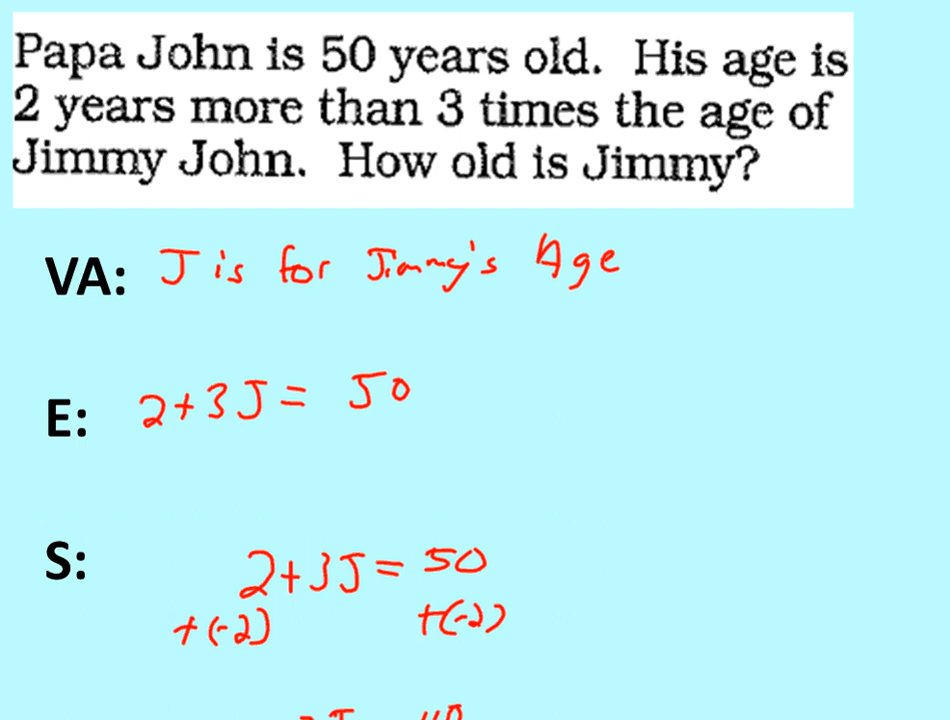 Papa John is 50 years old. His age is
2 years more than 3 times the age of
Jimmy John. How old is Jimmy?
VA: J is for Jimmy's Age
E: 2+3J= 50
S: 2+3J= 50
+(-2) +(-2)